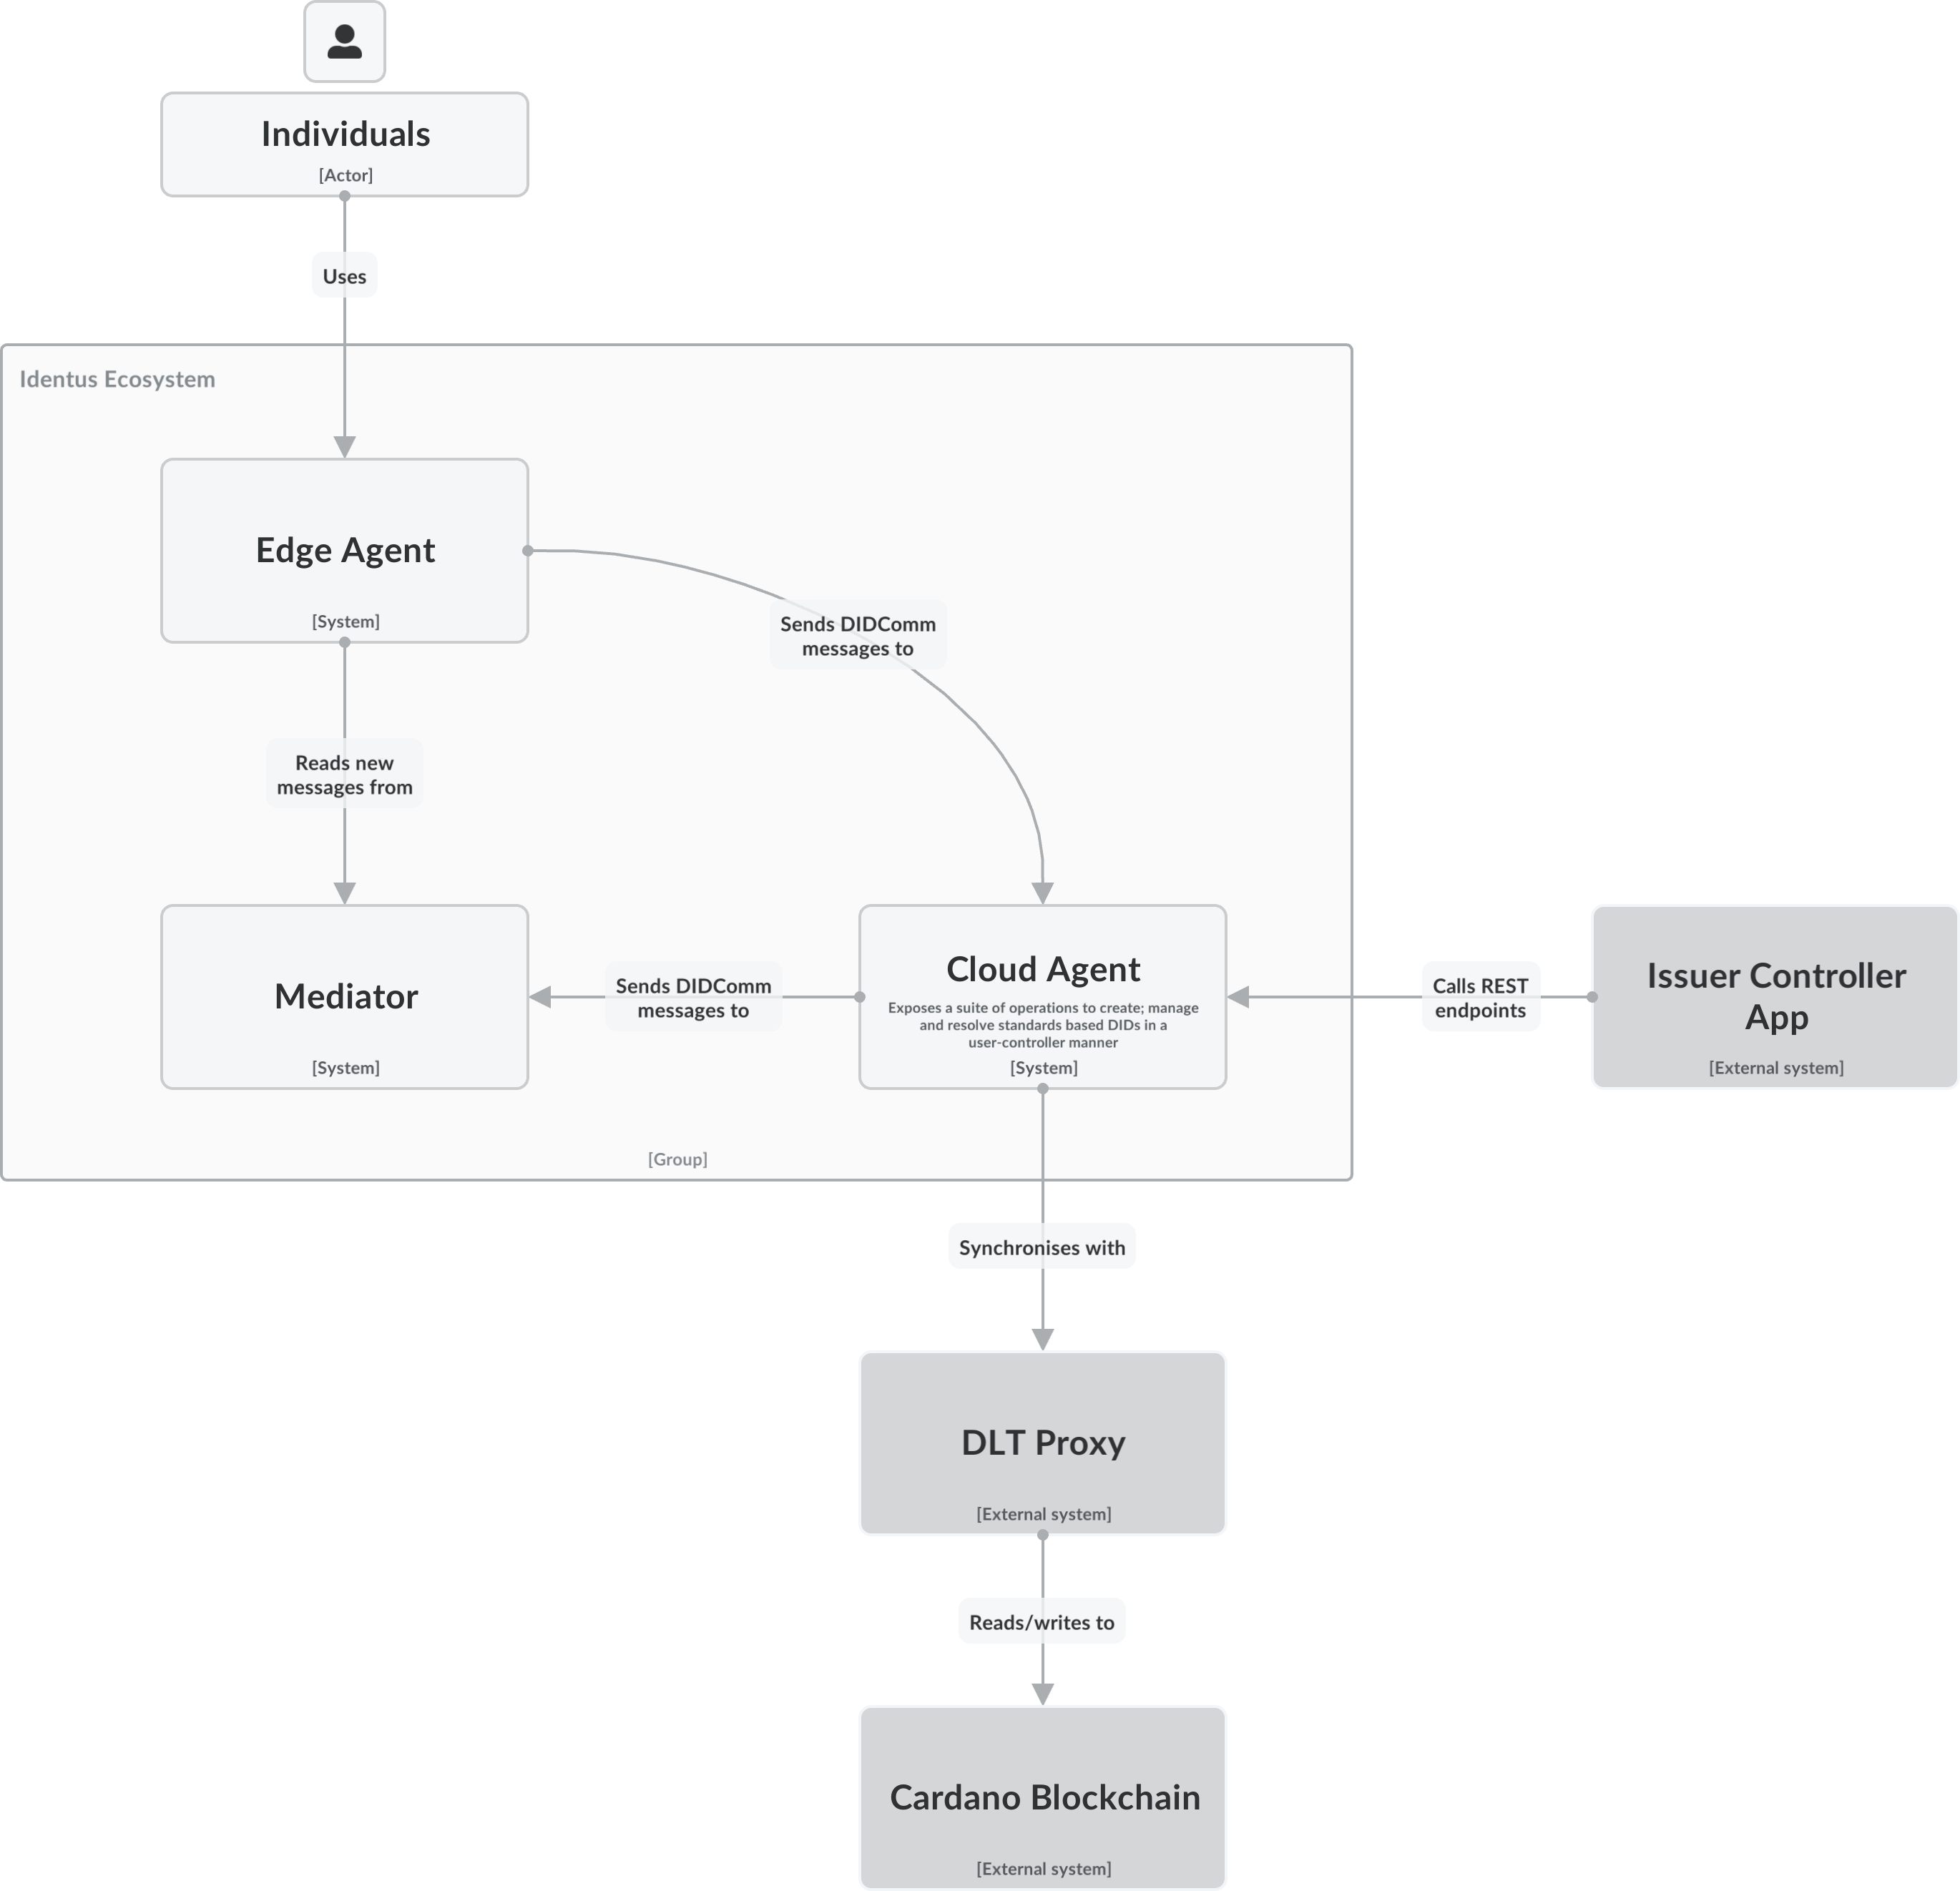 Individuals
[Actor]
Uses
Identus Ecosystem
Edge Agent
[System]
Sends DIDComm
messages to
Reads new
messages from
Mediator
[System]
Sends DIDComm
messages to
Cloud Agent
Exposes a suite of operations to create; manage
and resolve standards based DIDs in a
user-controller manner
[System]
Calls REST
endpoints
Issuer Controller
App
[External system]
[Group]
Synchronises with
DLT Proxy
[External system]
Reads/writes to
Cardano Blockchain
[External system]